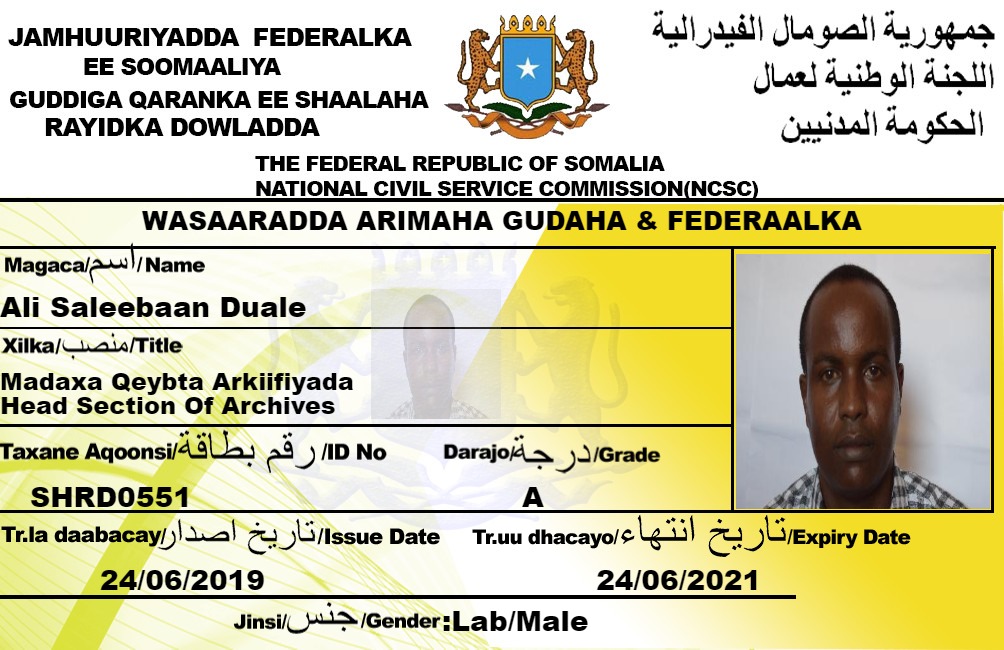 JAMHUURIYADDA FEDERALKA
EE SOOMAALIYA
GUDDIGA QARANKA EE SHAALAHA
RAYIDKA DOWLADDA
جمهورية الصومال الفيدرالية
اللجنة الوطنية لعمال
الحكومة المدنيين
THE FEDERAL REPUBLIC OF SOMALIA
NATIONAL CIVIL SERVICE COMMISSION(NCSC)
WASAARADDA ARIMAHA GUDAHA & FEDERAALKA
Magaca/اسم/Name
Ali Saleebaan Duale
Xilka/منصب/Title
Madaxa Qeybta Arkiifiyada
Head Section Of Archives
Taxane Aqoonsi/رقم بطاقة/ID No
Darajo/درجة/Grade
SHRD0551
A
Tr.la daabacay/تاريخ اصدار/Issue Date
Tr.uu dhacayo/تاريخ انتهاء/Expiry Date
24/06/2019
24/06/2021
Jinsi/جنس/Gender:Lab/Male